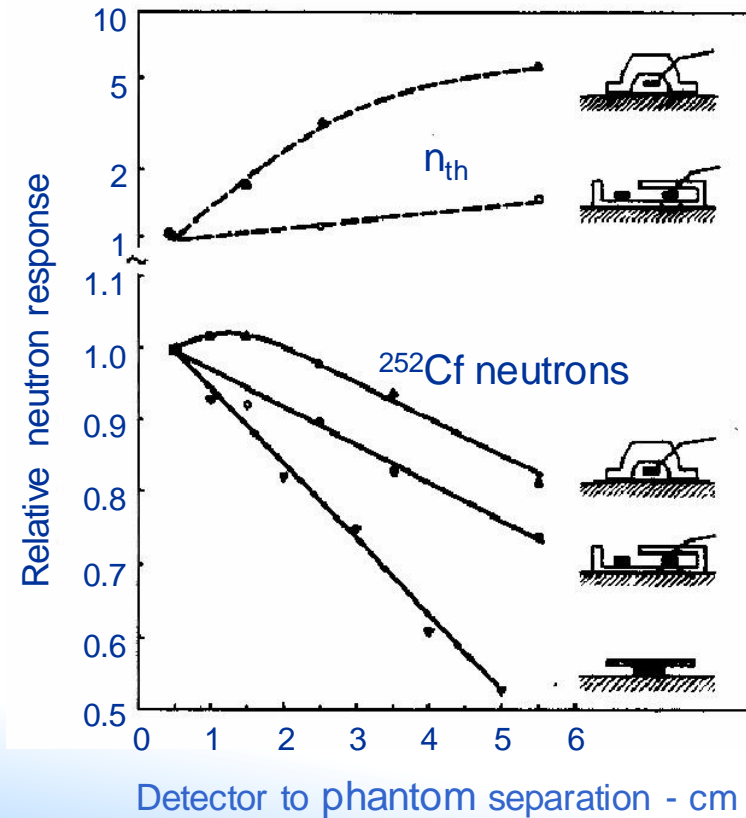 10
5
2
1
n_th
1.1
1.0
0.9
0.8
0.7
0.6
0.5
²⁵²Cf neutrons
Relative neutron response
0 1 2 3 4 5 6
Detector to phantom separation - cm